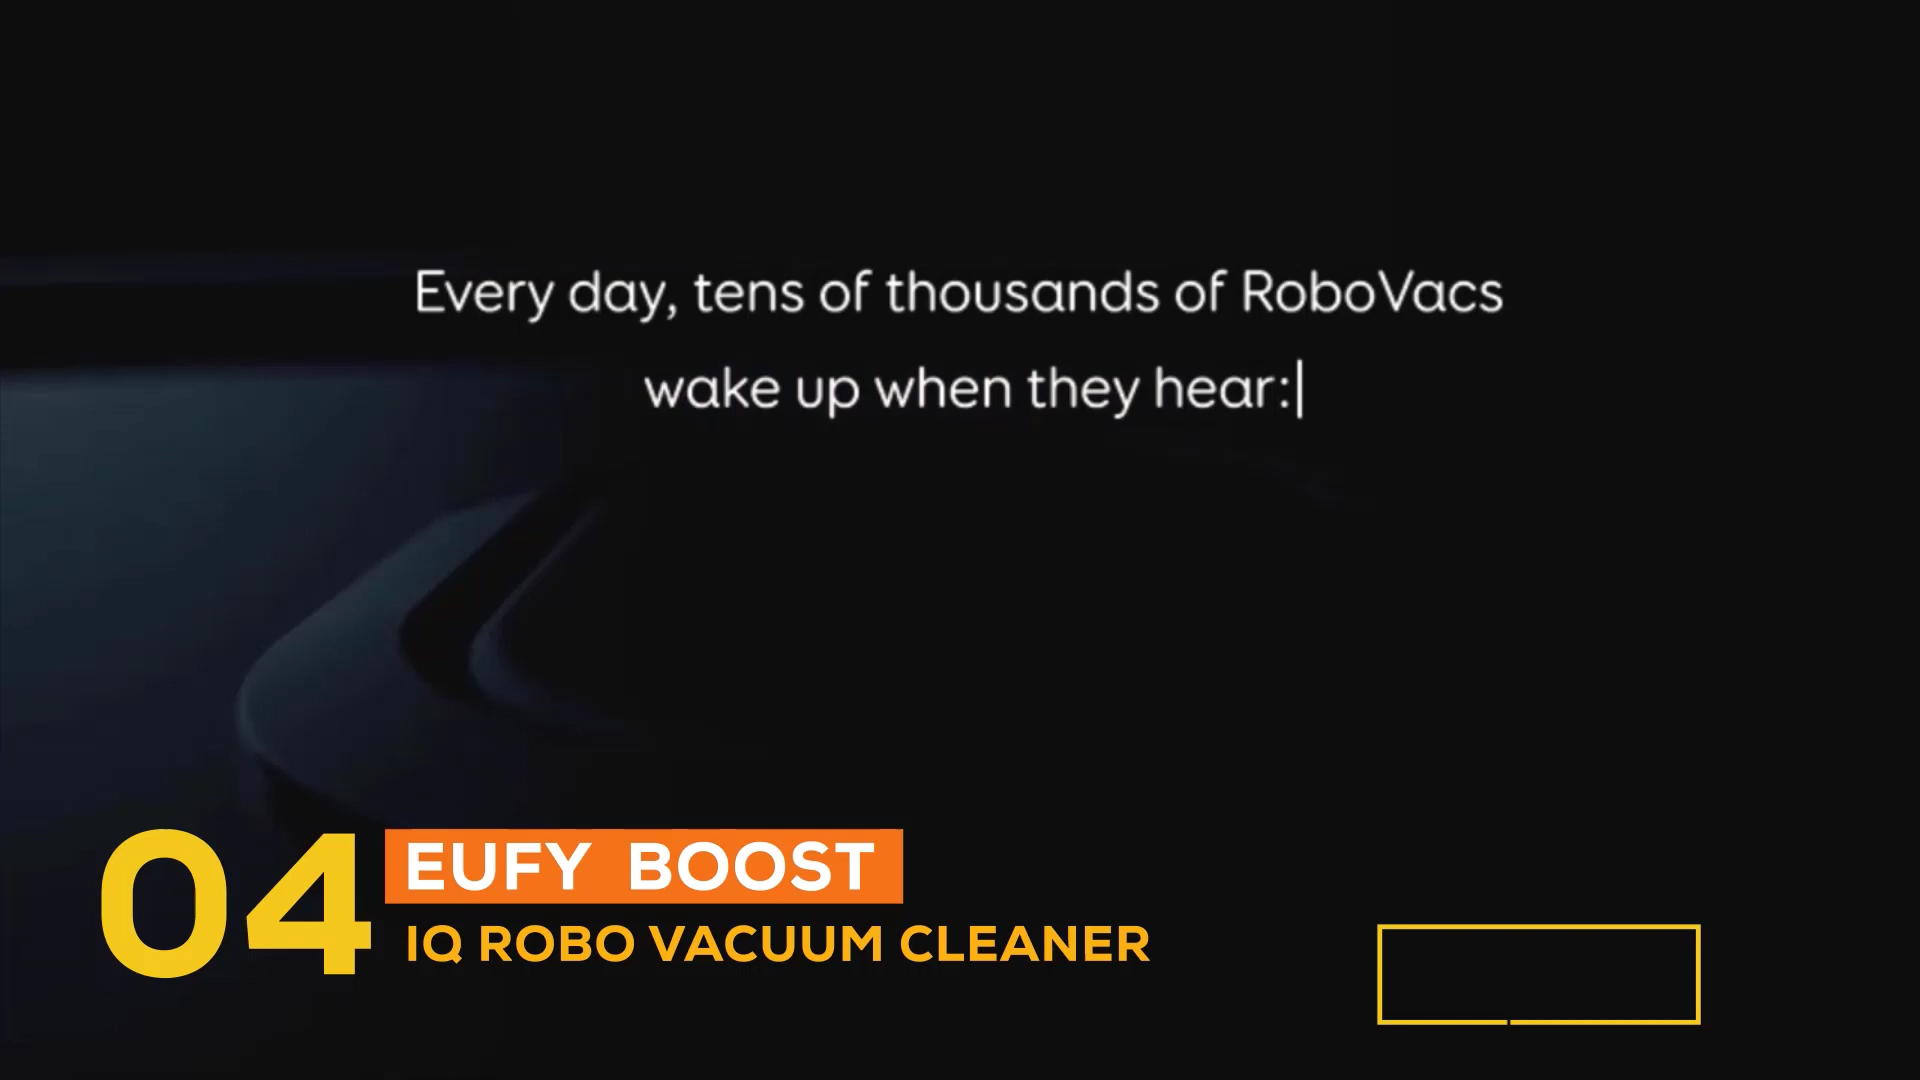 Every day, tens of thousands of RoboVacs
wake up when they hear:
04
EUFY BOOST
IQ ROBO VACUUM CLEANER